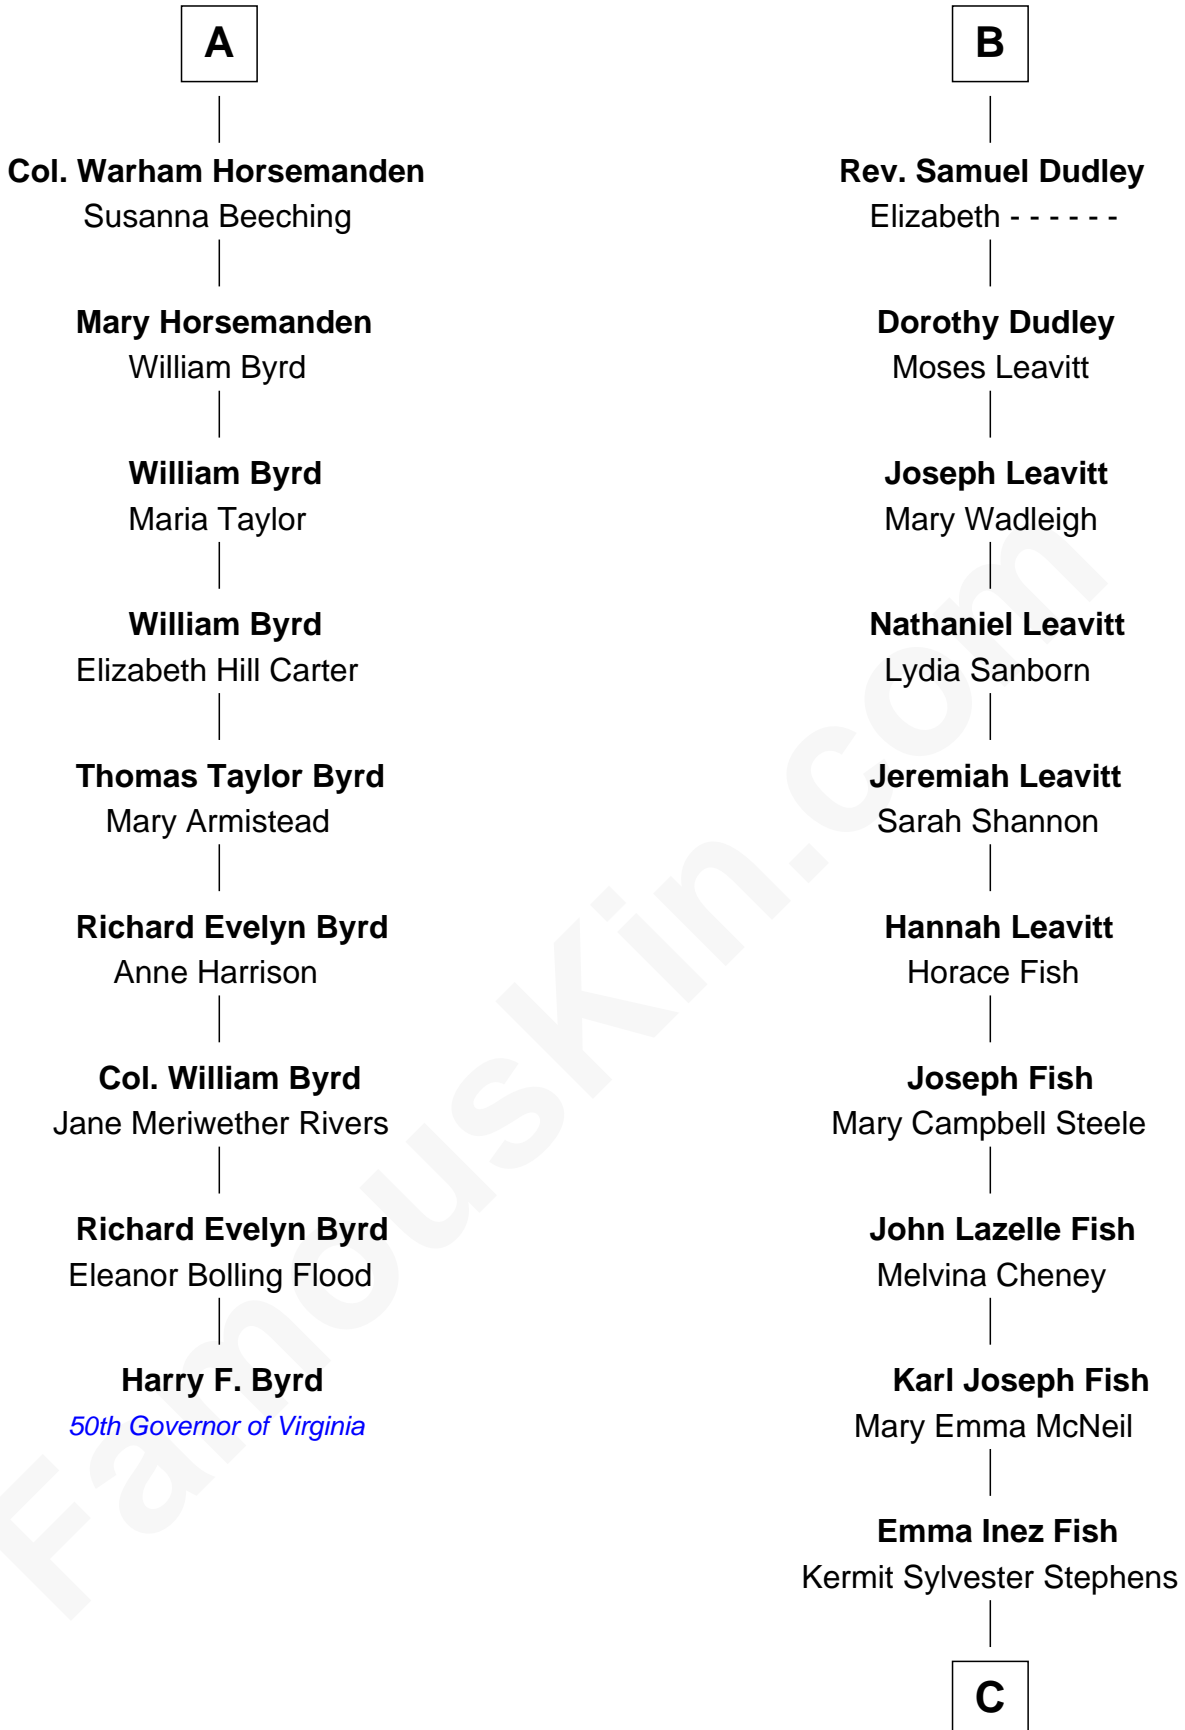 A
Col. Warham Horsemanden
Susanna Beeching
Mary Horsemanden
William Byrd
William Byrd
Maria Taylor
William Byrd
Elizabeth Hill Carter
Thomas Taylor Byrd
Mary Armistead
Richard Evelyn Byrd
Anne Harrison
Col. William Byrd
Jane Meriwether Rivers
Richard Evelyn Byrd
Eleanor Bolling Flood
Harry F. Byrd
50th Governor of Virginia
B
Rev. Samuel Dudley
Elizabeth - - - - - -
Dorothy Dudley
Moses Leavitt
Joseph Leavitt
Mary Wadleigh
Nathaniel Leavitt
Lydia Sanborn
Jeremiah Leavitt
Sarah Shannon
Hannah Leavitt
Horace Fish
Joseph Fish
Mary Campbell Steele
John Lazelle Fish
Melvina Cheney
Karl Joseph Fish
Mary Emma McNeil
Emma Inez Fish
Kermit Sylvester Stephens
C
FamousKin.com